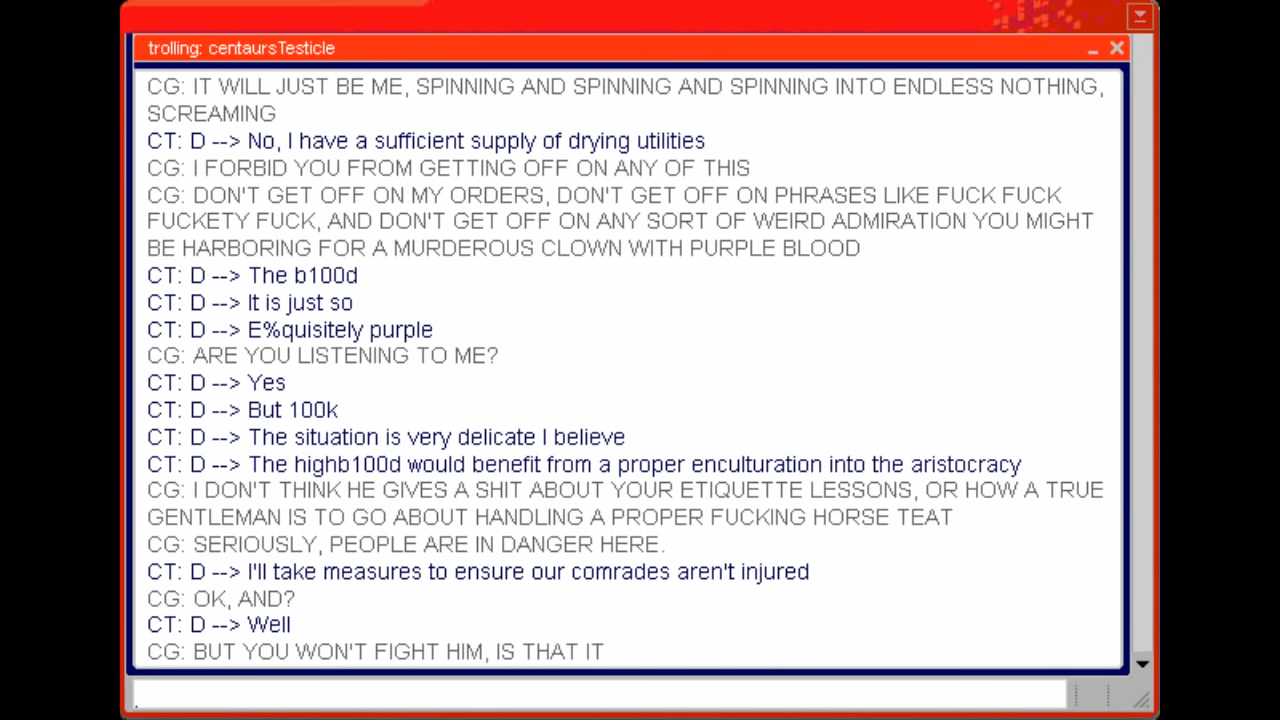 trolling: centaursTesticle
CG: IT WILL JUST BE ME, SPINNING AND SPINNING AND SPINNING INTO ENDLESS NOTHING,
SCREAMING
CT: D --> No, I have a sufficient supply of drying utilities
CG: I FORBID YOU FROM GETTING OFF ON ANY OF THIS
CG: DON'T GET OFF ON MY ORDERS, DON'T GET OFF ON PHRASES LIKE FUCK FUCK
FUCKETY FUCK, AND DON'T GET OFF ON ANY SORT OF WEIRD ADMIRATION YOU MIGHT
BE HARBORING FOR A MURDEROUS CLOWN WITH PURPLE BLOOD
CT: D --> The b100d
CT: D --> It is just so
CT: D --> E%quisitely purple
CG: ARE YOU LISTENING TO ME?
CT: D --> Yes
CT: D --> But 100k
CT: D --> The situation is very delicate I believe
CT: D --> The highb100d would benefit from a proper enculturation into the aristocracy
CG: I DON'T THINK HE GIVES A SHIT ABOUT YOUR ETIQUETTE LESSONS, OR HOW A TRUE
GENTLEMAN IS TO GO ABOUT HANDLING A PROPER FUCKING HORSE TEAT
CG: SERIOUSLY, PEOPLE ARE IN DANGER HERE.
CT: D --> I'll take measures to ensure our comrades aren't injured
CG: OK, AND?
CT: D --> Well
CG: BUT YOU WON'T FIGHT HIM, IS THAT IT